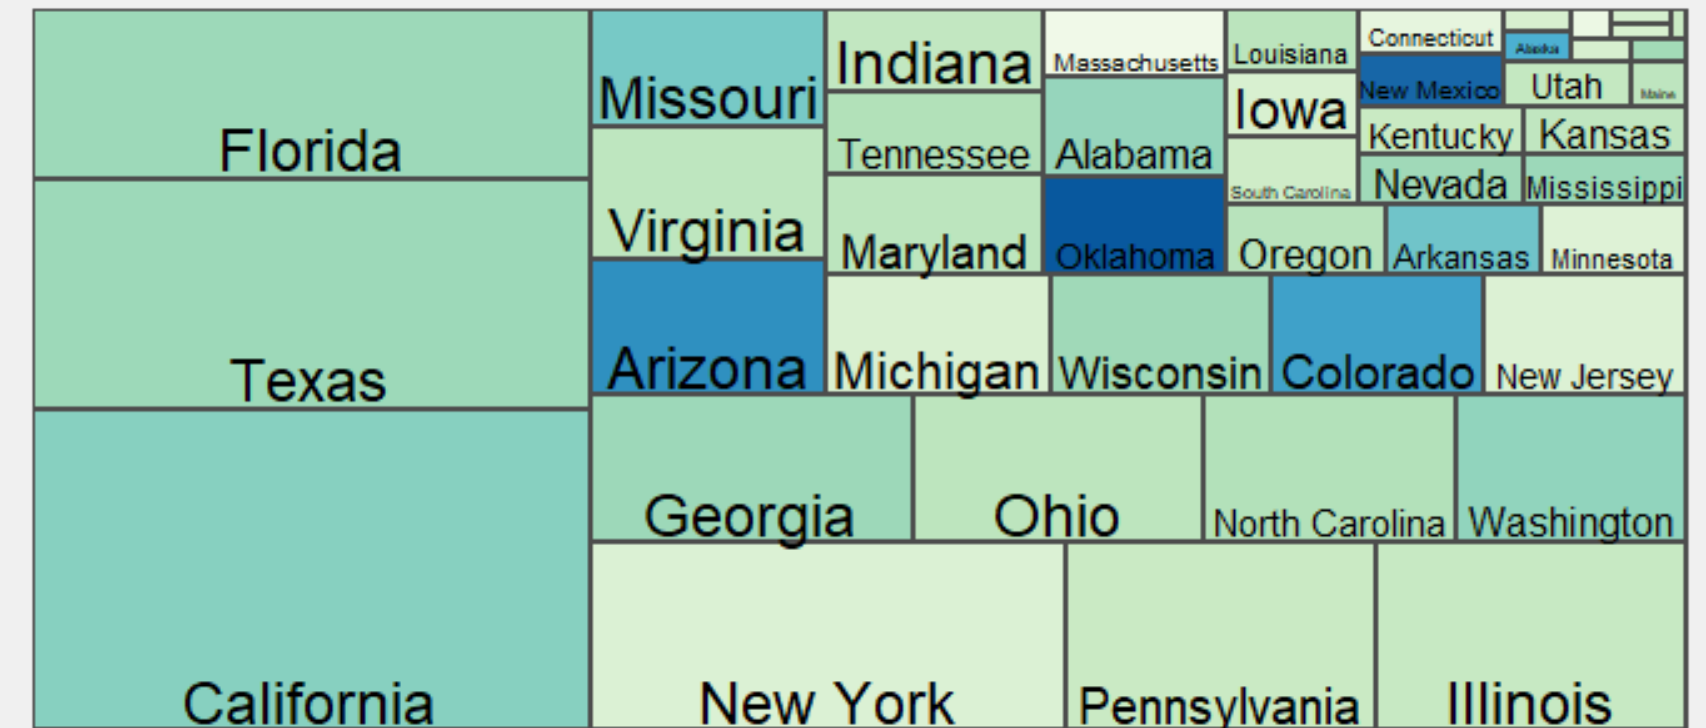 Florida
Texas
California
Missouri
Virginia
Arizona
Indiana
Tennessee
Maryland
Massachusetts
Alabama
Oklahoma
Louisiana
Iowa
South Carolina
Connecticut
New Mexico
Alaska
Utah
Maine
Kentucky
Kansas
Nevada
Mississippi
Oregon
Arkansas
Minnesota
Michigan
Wisconsin
Colorado
New Jersey
Georgia
Ohio
North Carolina
Washington
New York
Pennsylvania
Illinois